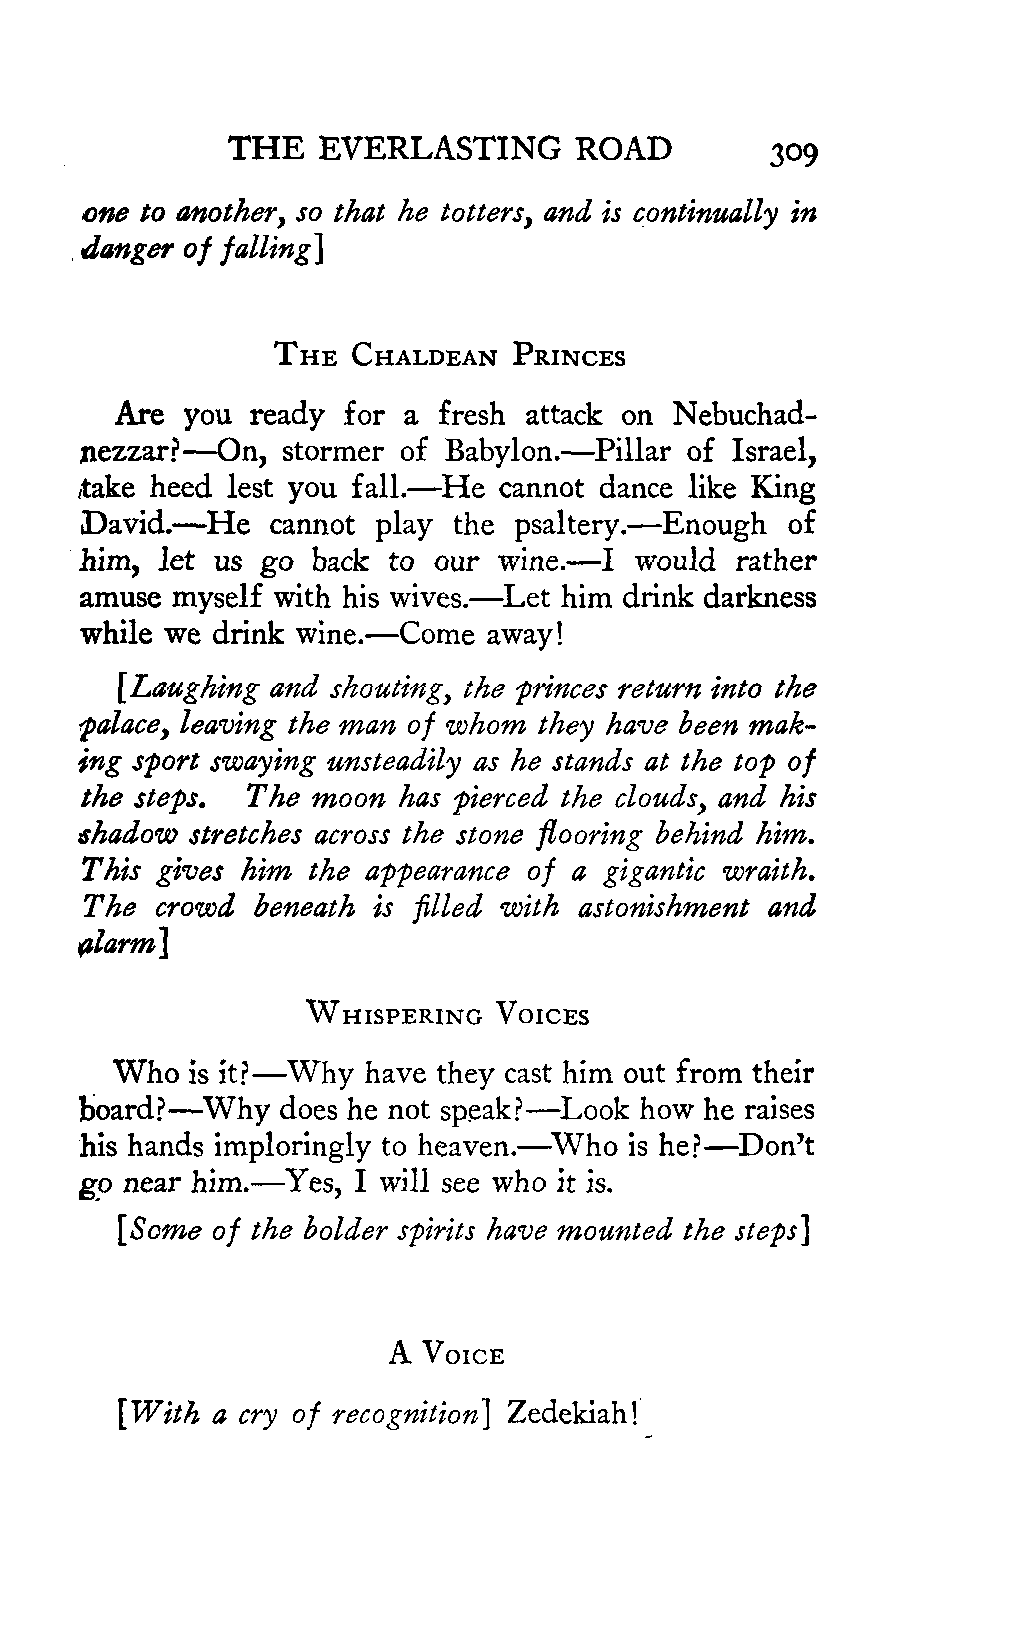 THE EVERLASTING ROAD 309
one to another, so that he totters, and is continually in
danger of falling]
THE CHALDEAN PRINCES
Are you ready for a fresh attack on Nebuchad-
nezzar?—On, stormer of Babylon.—Pillar of Israel,
take heed lest you fall.—He cannot dance like King
David.—He cannot play the psaltery.—Enough of
him, let us go back to our wine.—I would rather
amuse myself with his wives.—Let him drink darkness
while we drink wine.—Come away!
[Laughing and shouting, the princes return into the
palace, leaving the man of whom they have been mak-
ing sport swaying unsteadily as he stands at the top of
the steps. The moon has pierced the clouds, and his
shadow stretches across the stone flooring behind him.
This gives him the appearance of a gigantic wraith.
The crowd beneath is filled with astonishment and
alarm]
WHISPERING VOICES
Who is it?—Why have they cast him out from their
board?—Why does he not speak?—Look how he raises
his hands imploringly to heaven.—Who is he?—Don't
go near him.—Yes, I will see who it is.
[Some of the bolder spirits have mounted the steps]
A VOICE
[With a cry of recognition] Zedekiah!